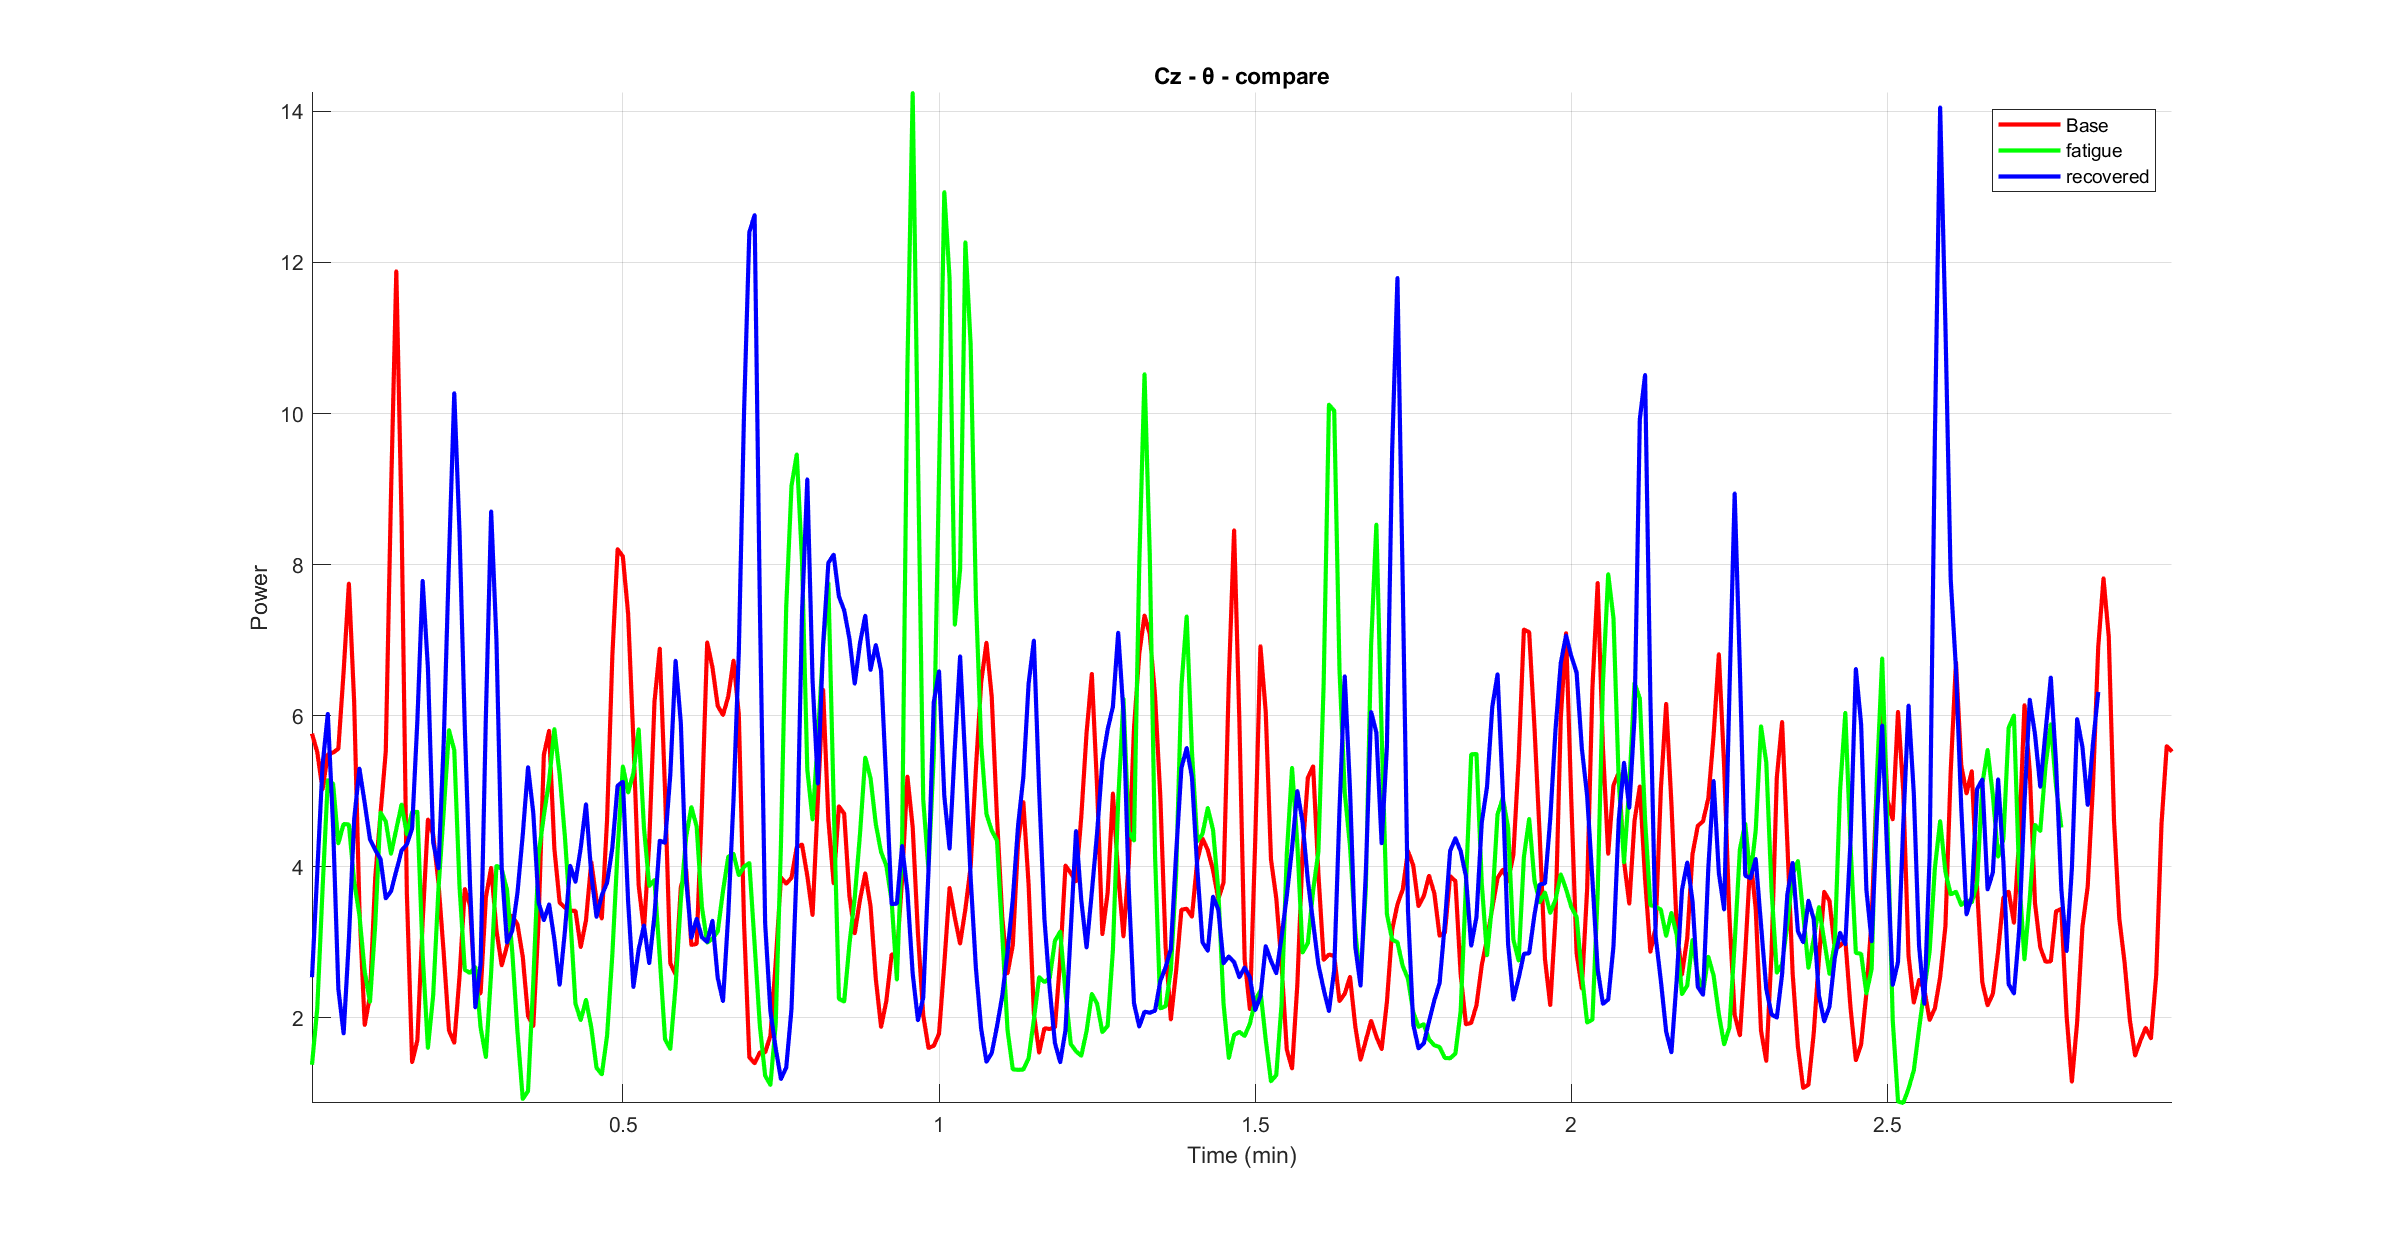 Cz - θ - compare
Base
fatigue
recovered
14
12
10
8
6
4
2
Power
0.5
1
1.5
2
2.5
Time (min)